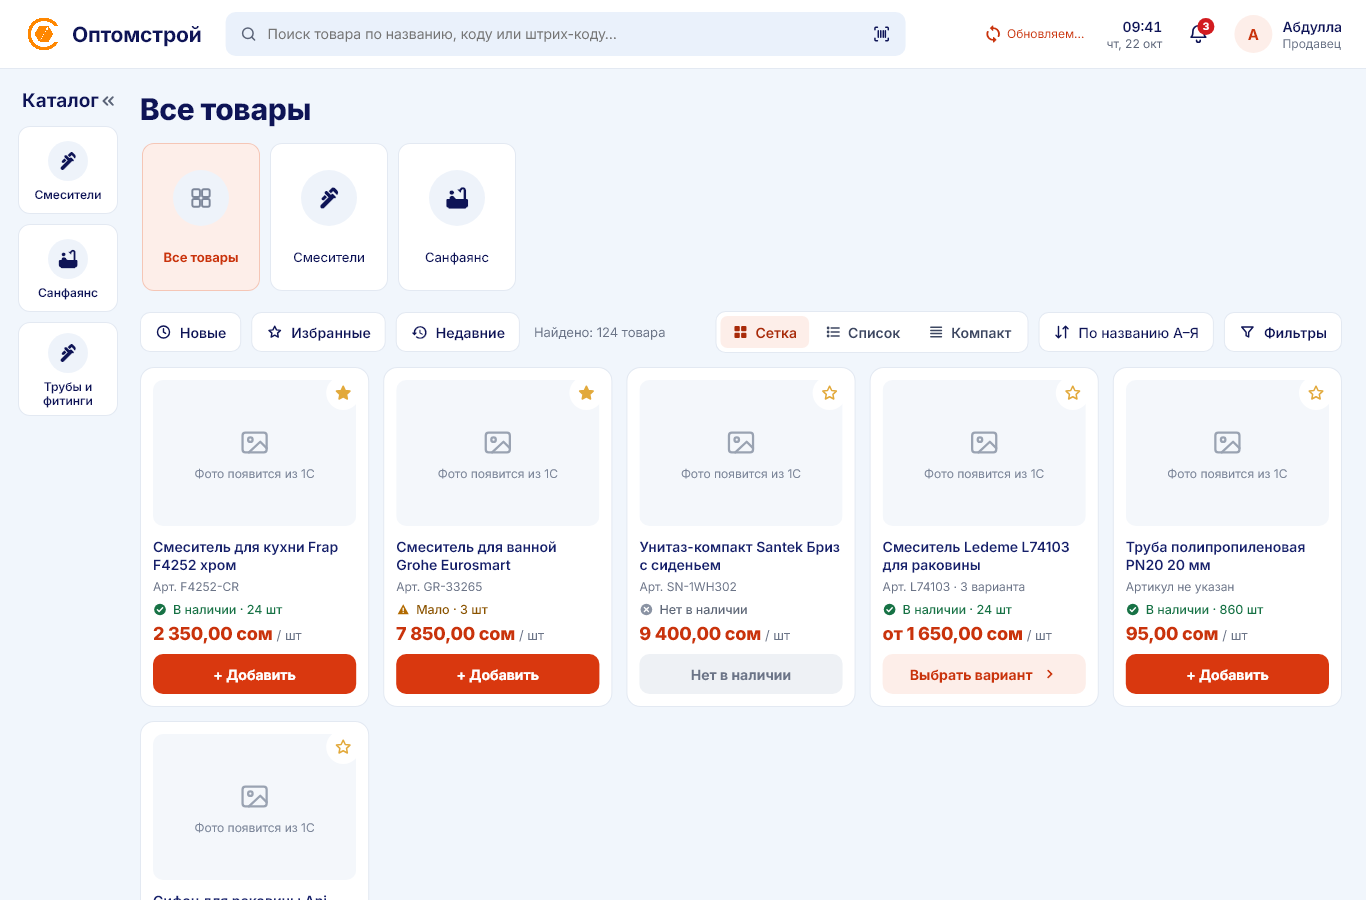 Оптомстрой
Поиск товара по названию, коду или штрих-коду...
Обновляем...
09:41
чт, 22 окт
3
А
Абдулла
Продавец
Каталог
Смесители
Санфаянс
Трубы и
фитинги
Все товары
Все товары
Смесители
Санфаянс
Новые
Избранные
Недавние
Найдено: 124 товара
Сетка
Список
Компакт
По названию А–Я
Фильтры
Фото появится из 1С
Смеситель для кухни Frap
F4252 хром
Арт. F4252-CR
В наличии · 24 шт
2 350,00 сом / шт
+ Добавить
Фото появится из 1С
Смеситель для ванной
Grohe Eurosmart
Арт. GR-33265
Мало · 3 шт
7 850,00 сом / шт
+ Добавить
Фото появится из 1С
Унитаз-компакт Santek Бриз
с сиденьем
Арт. SN-1WH302
Нет в наличии
9 400,00 сом / шт
Нет в наличии
Фото появится из 1С
Смеситель Ledeme L74103
для раковины
Арт. L74103 · 3 варианта
В наличии · 24 шт
от 1 650,00 сом / шт
Выбрать вариант
Фото появится из 1С
Труба полипропиленовая
PN20 20 мм
Артикул не указан
В наличии · 860 шт
95,00 сом / шт
+ Добавить
Фото появится из 1С